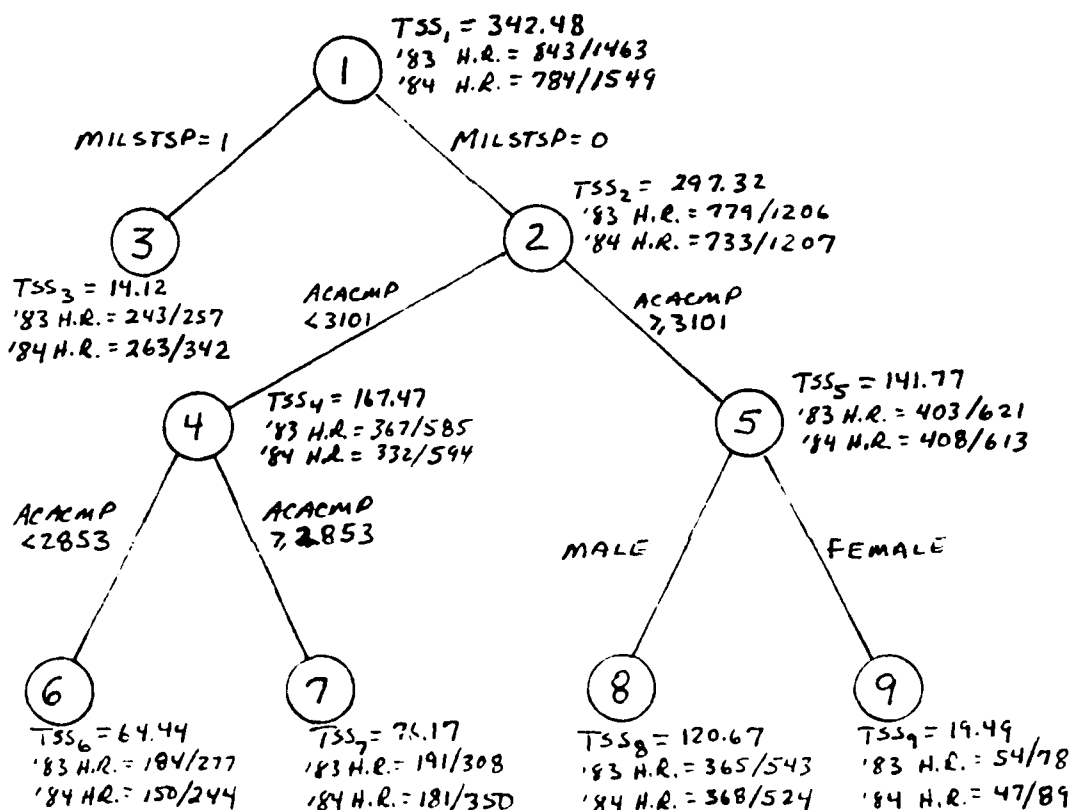 TSS1 = 342.48
'83 H.R. = 843/1463
'84 H.R. = 784/1549
1
MILSTSP=1
MILSTSP=0
TSS2 = 297.32
'83 H.R. = 779/1206
'84 H.R. = 733/1207
3
2
TSS3 = 14.12
'83 H.R. = 243/257
'84 H.R. = 263/342
ACACMP
<3101
ACACMP
≥3101
TSS4 = 167.47
'83 H.R. = 367/585
'84 H.R. = 332/594
TSS5 = 141.77
'83 H.R. = 403/621
'84 H.R. = 408/613
4
5
ACACMP
<2853
ACACMP
≥2853
MALE
FEMALE
6
7
8
9
TSS6 = 64.44
'83 H.R. = 184/277
'84 H.R. = 150/244
TSS7 =
'83 H.R. = 191/308
'84 H.R. = 181/350
TSS8 = 120.67
'83 H.R. = 365/543
'84 H.R. = 368/524
TSS9 = 19.49
'83 H.R. = 54/78
'84 H.R. = 47/89